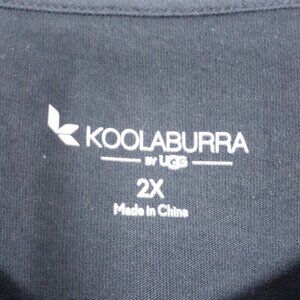 KOOLABURRA
BY UGG
2X
Made in China